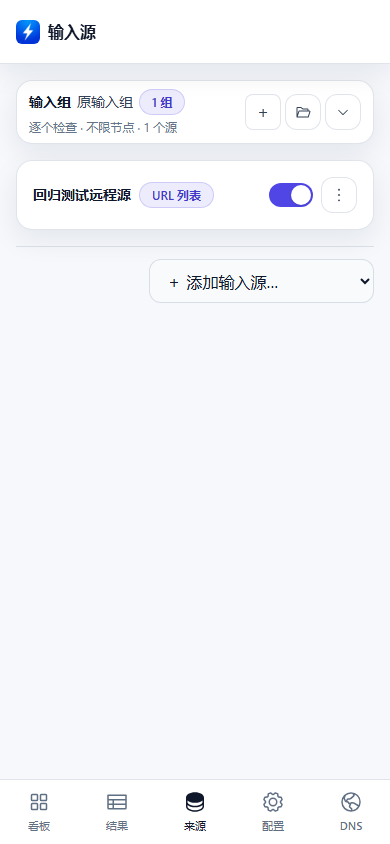 输入源
输入组 原输入组 1 组
逐个检查 · 不限节点 · 1 个源
回归测试远程源 URL 列表
+ 添加输入源...
看板 结果 来源 配置 DNS